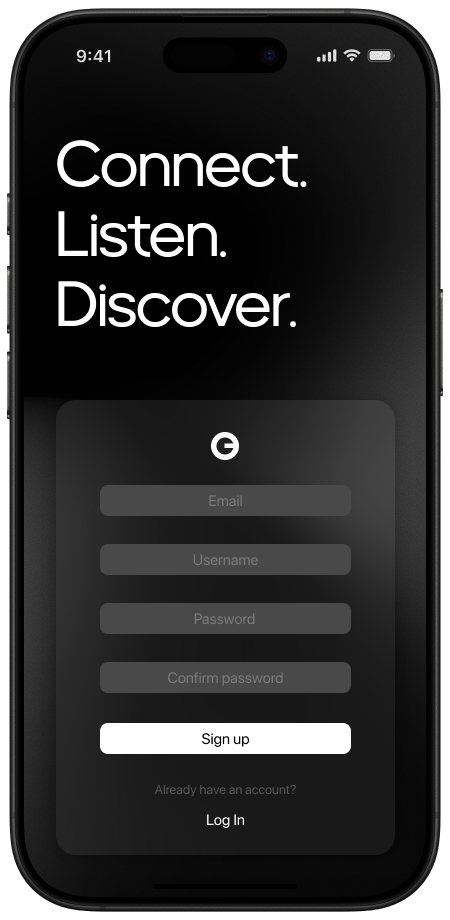 9:41
Connect.
Listen.
Discover.
Email
Username
Password
Confirm password
Sign up
Already have an account?
Log In